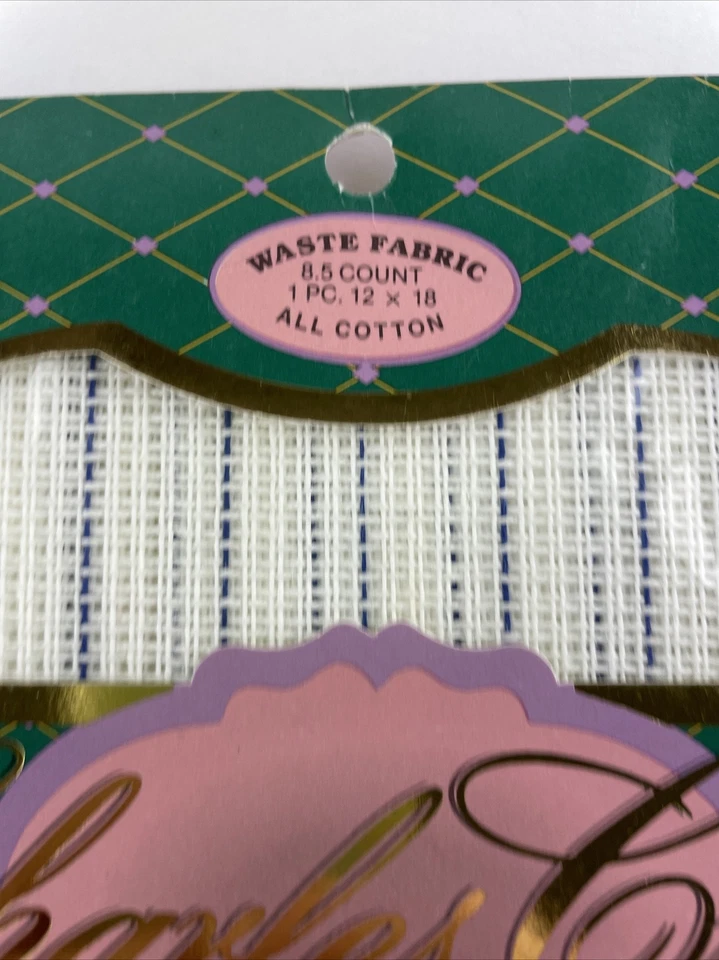 WASTE FABRIC
8.5 COUNT
1 PC. 12 x 18
ALL COTTON